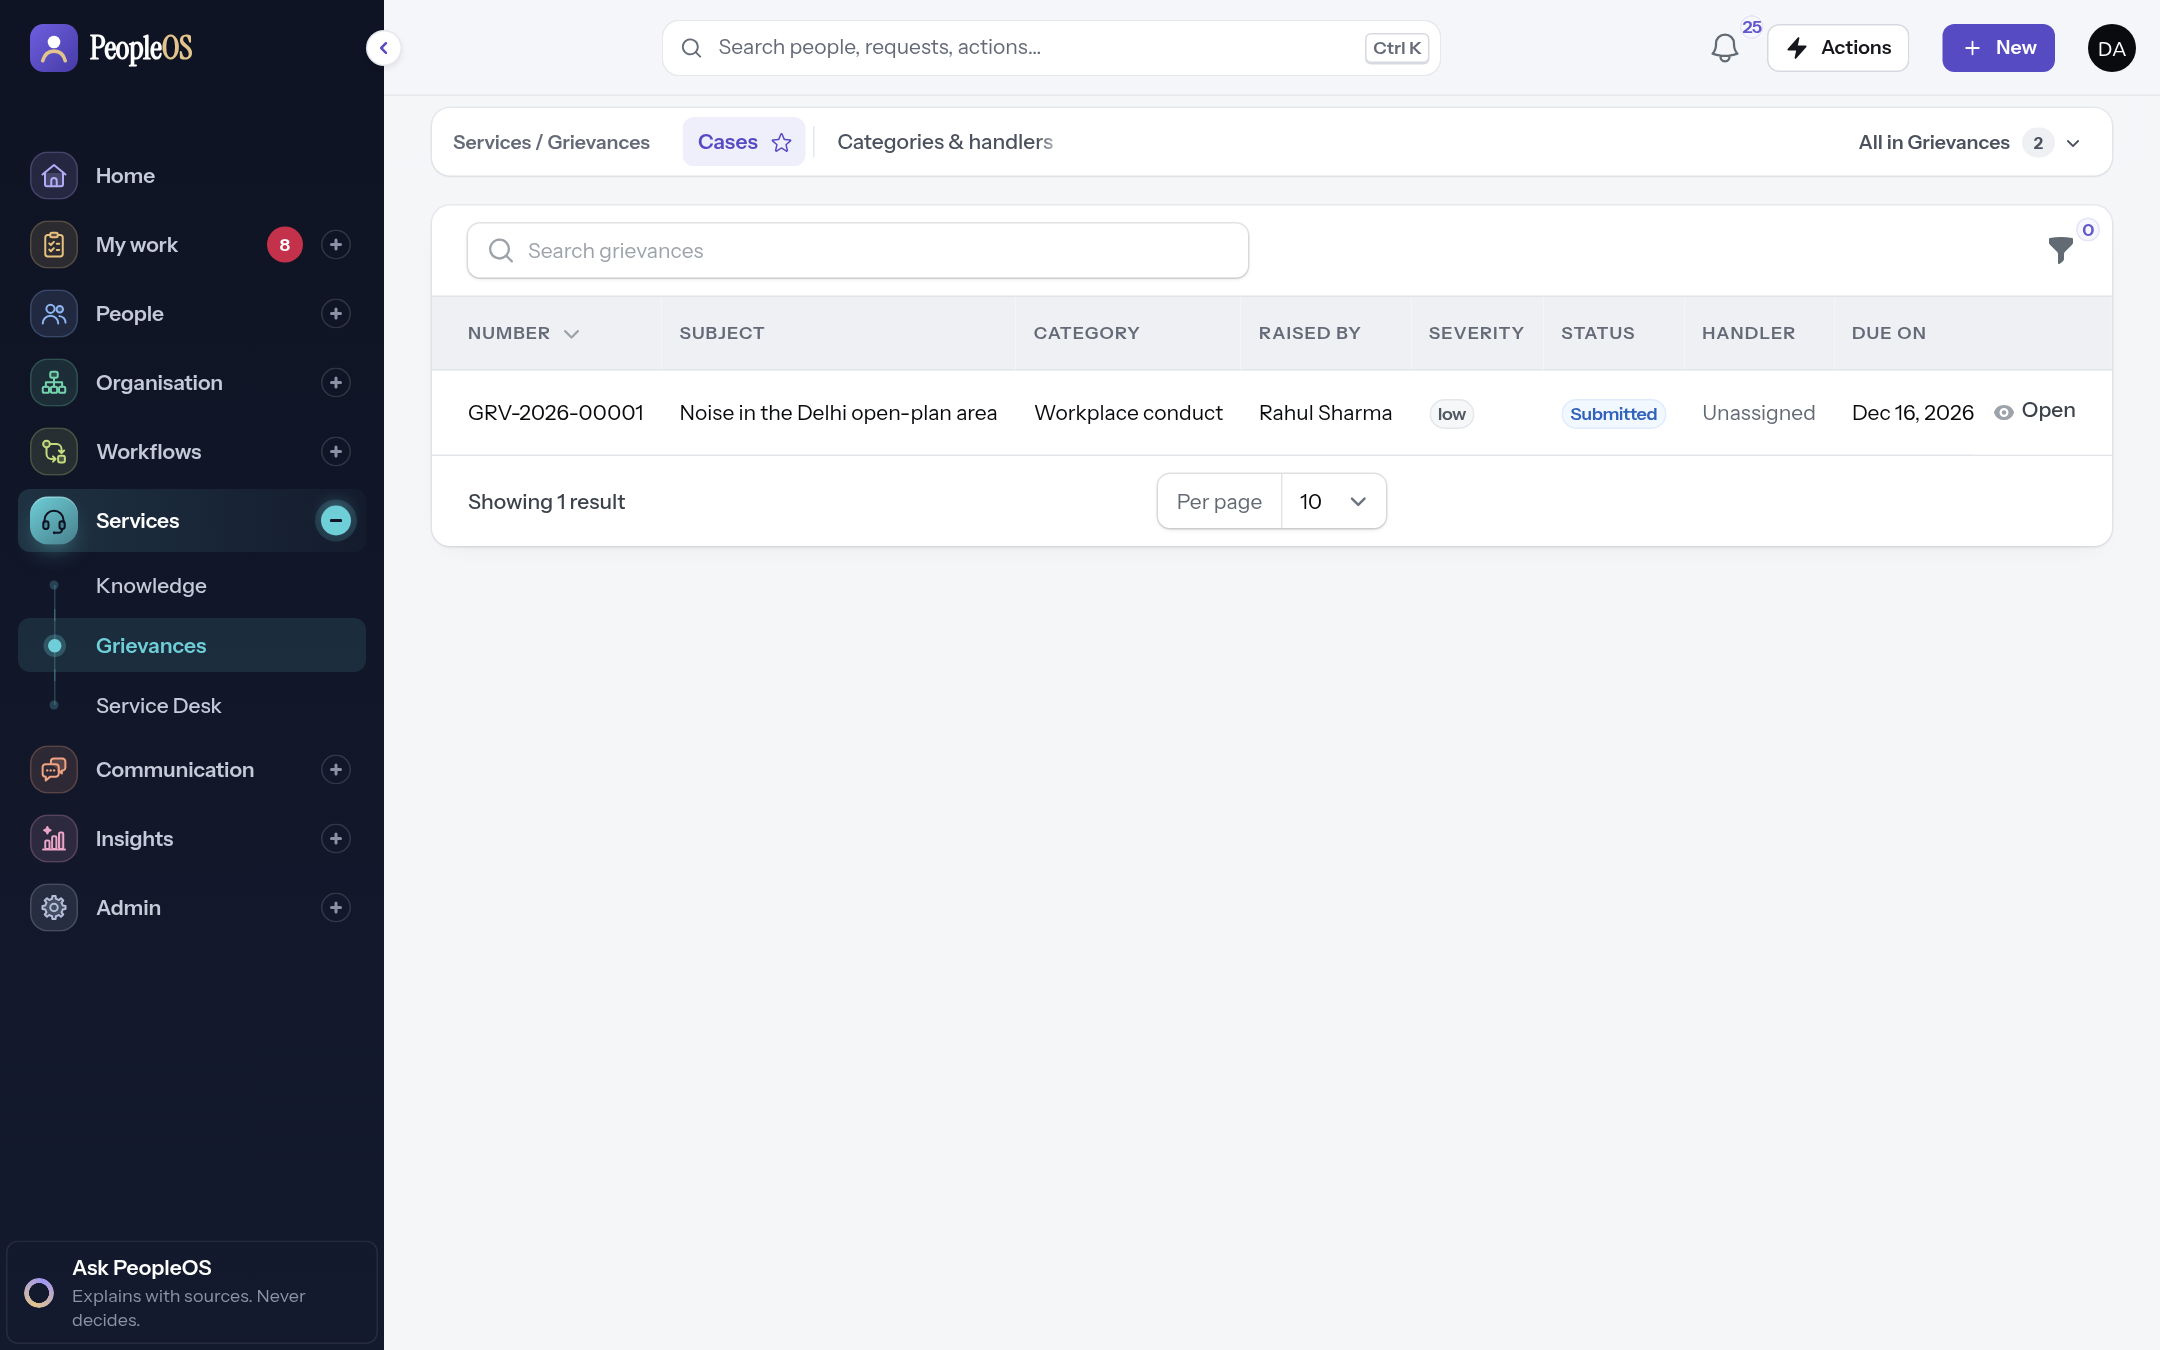 PeopleOS
Search people, requests, actions...
Ctrl K
25
Actions
New
DA
Home
My work
8
People
Organisation
Workflows
Services
Knowledge
Grievances
Service Desk
Communication
Insights
Admin
Ask PeopleOS
Explains with sources. Never
decides.
Services / Grievances
Cases
Categories & handlers
All in Grievances 2
Search grievances
0
NUMBER SUBJECT CATEGORY RAISED BY SEVERITY STATUS HANDLER DUE ON
GRV-2026-00001 Noise in the Delhi open-plan area Workplace conduct Rahul Sharma low Submitted Unassigned Dec 16, 2026 Open
Showing 1 result
Per page 10